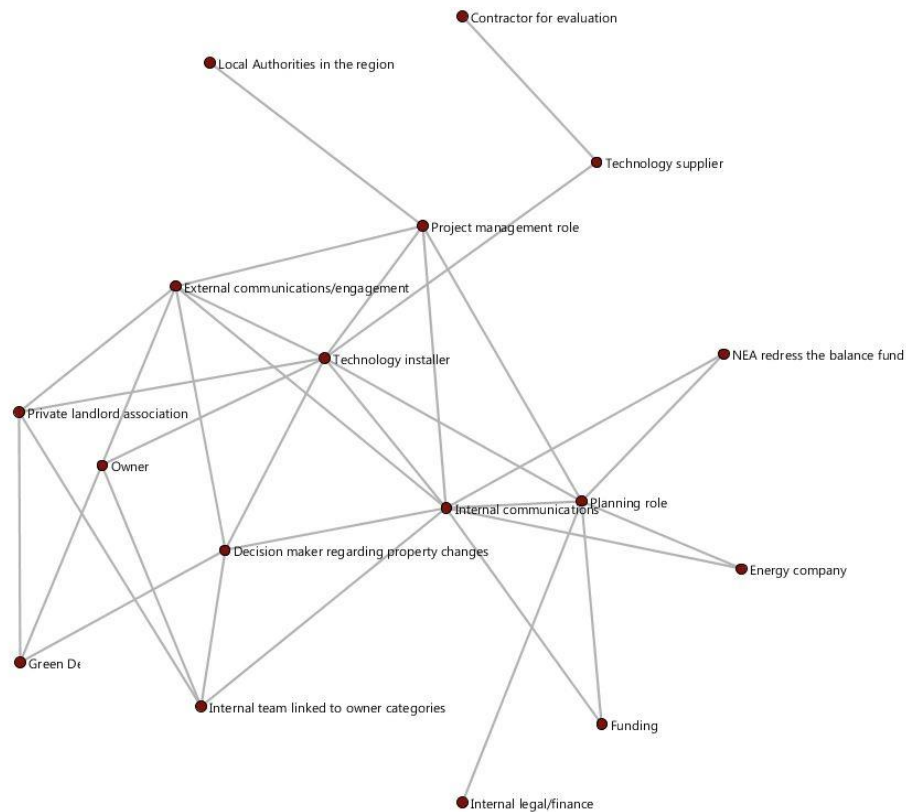 Contractor for evaluation
Local Authorities in the region
Technology supplier
Project management role
External communications/engagement
Technology installer
NEA redress the balance fund
Private landlord association
Owner
Planning role
Internal communications
Decision maker regarding property changes
Energy company
Green De
Internal team linked to owner categories
Funding
Internal legal/finance